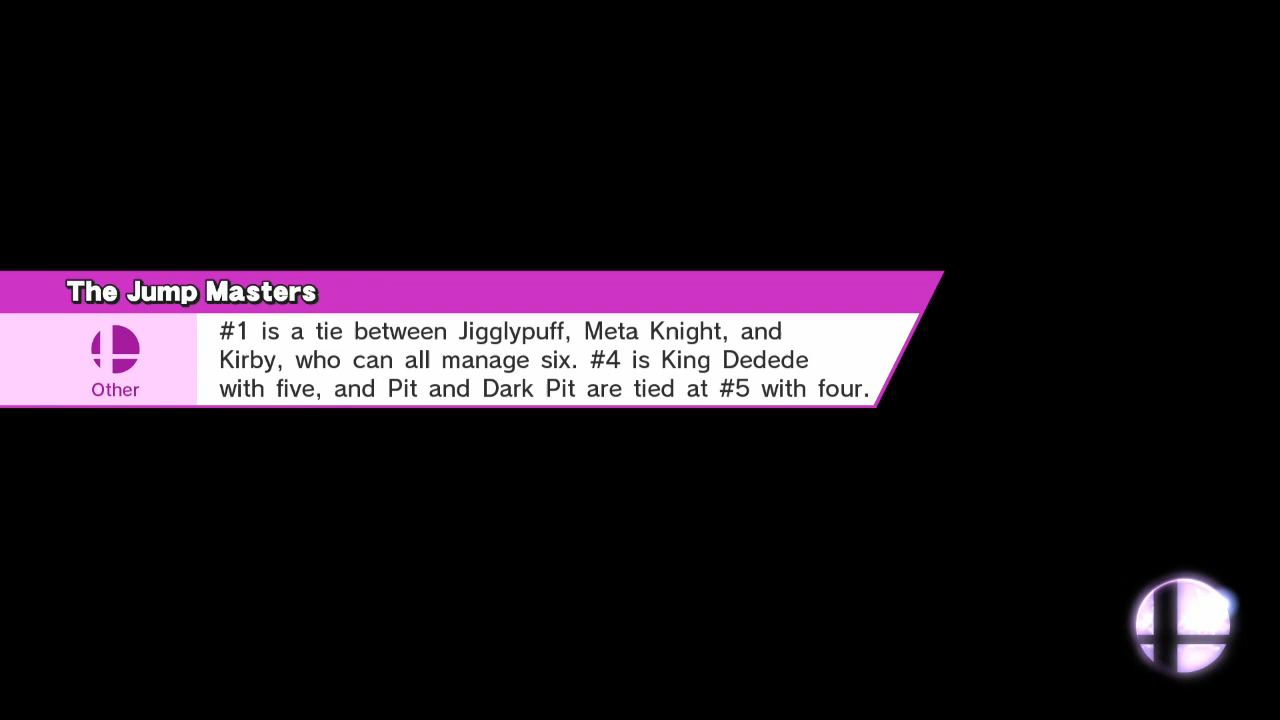 The Jump Masters
#1 is a tie between Jigglypuff, Meta Knight, and
Kirby, who can all manage six. #4 is King Dedede
with five, and Pit and Dark Pit are tied at #5 with four.
Other